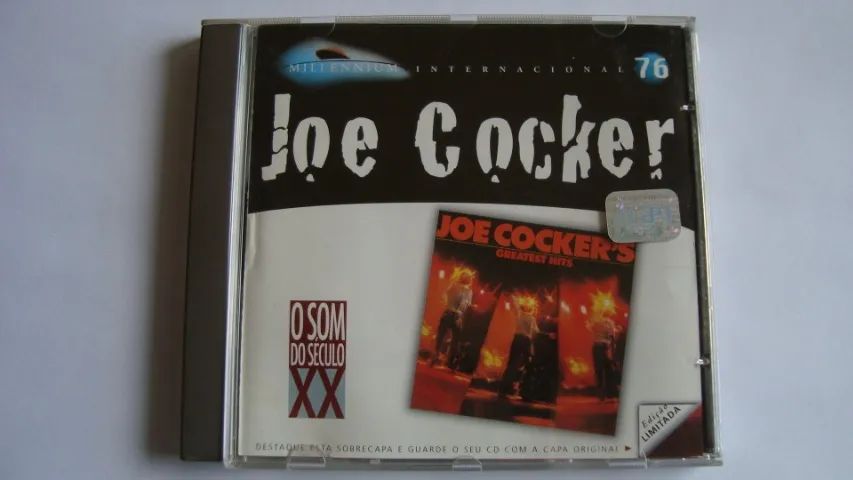 MILLENNIUM INTERNACIONAL 76
Joe Cocker
JOE COCKER'S
GREATEST HITS
O SOM
DO SÉCULO
XX
Edição
LIMITADA
DESTAQUE ESTA SOBRECAPA E GUARDE O SEU CD COM A CAPA ORIGINAL